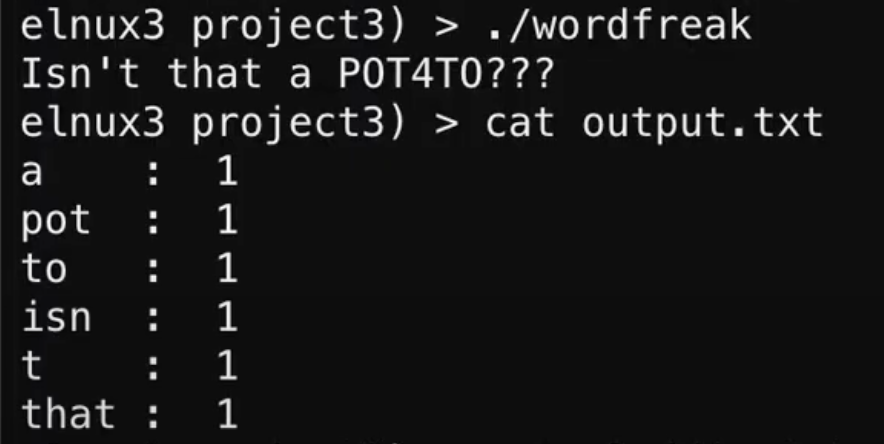 elnux3 project3) > ./wordfreak
Isn't that a POT4TO???
elnux3 project3) > cat output.txt
a    :  1
pot  :  1
to   :  1
isn  :  1
t    :  1
that :  1